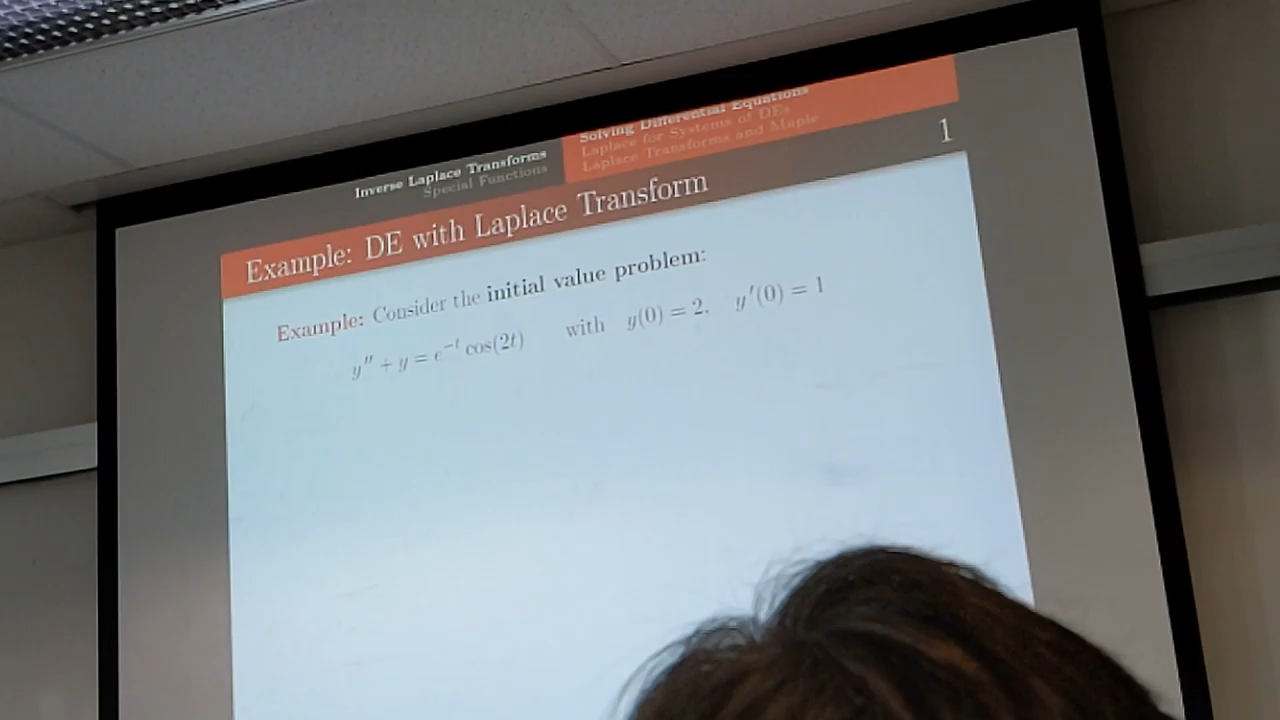 Inverse Laplace Transforms
Special Functions
Solving Differential Equations
Laplace for Systems of DEs
Laplace Transforms and Maple
1
Example: DE with Laplace Transform
Example: Consider the initial value problem:
y″ + y = e⁻ᵗ cos(2t) with y(0) = 2, y′(0) = 1